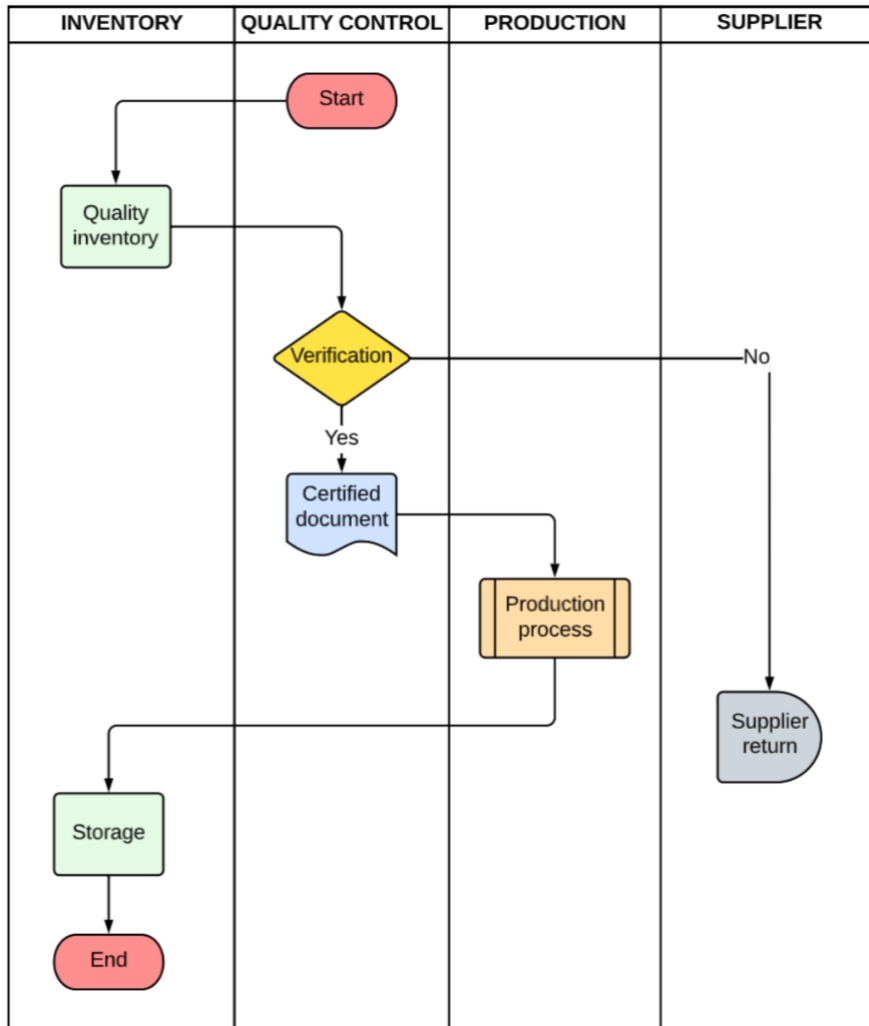 INVENTORY
QUALITY CONTROL
PRODUCTION
SUPPLIER
Start
Quality
inventory
Verification
No
Yes
Certified
document
Production
process
Supplier
return
Storage
End